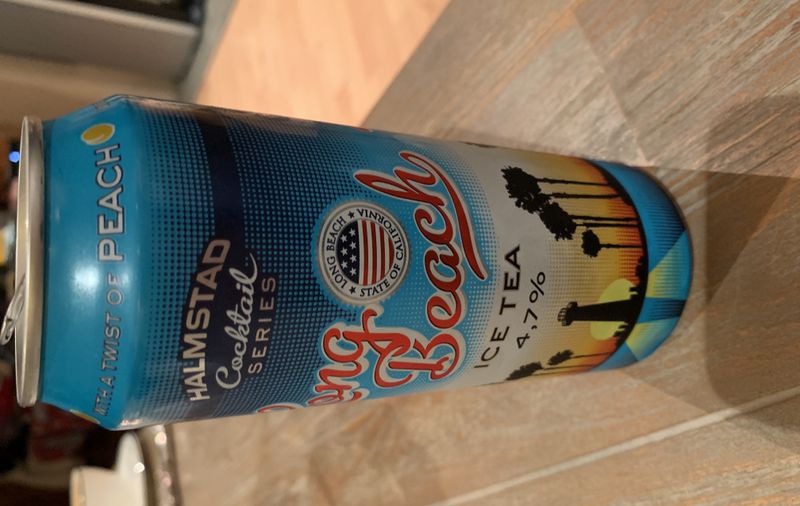 WITH A TWIST OF PEACH
HALMSTAD
Cocktail
SERIES
LONG BEACH
STATE OF CALIFORNIA
Long
Beach
ICE TEA
4,7%